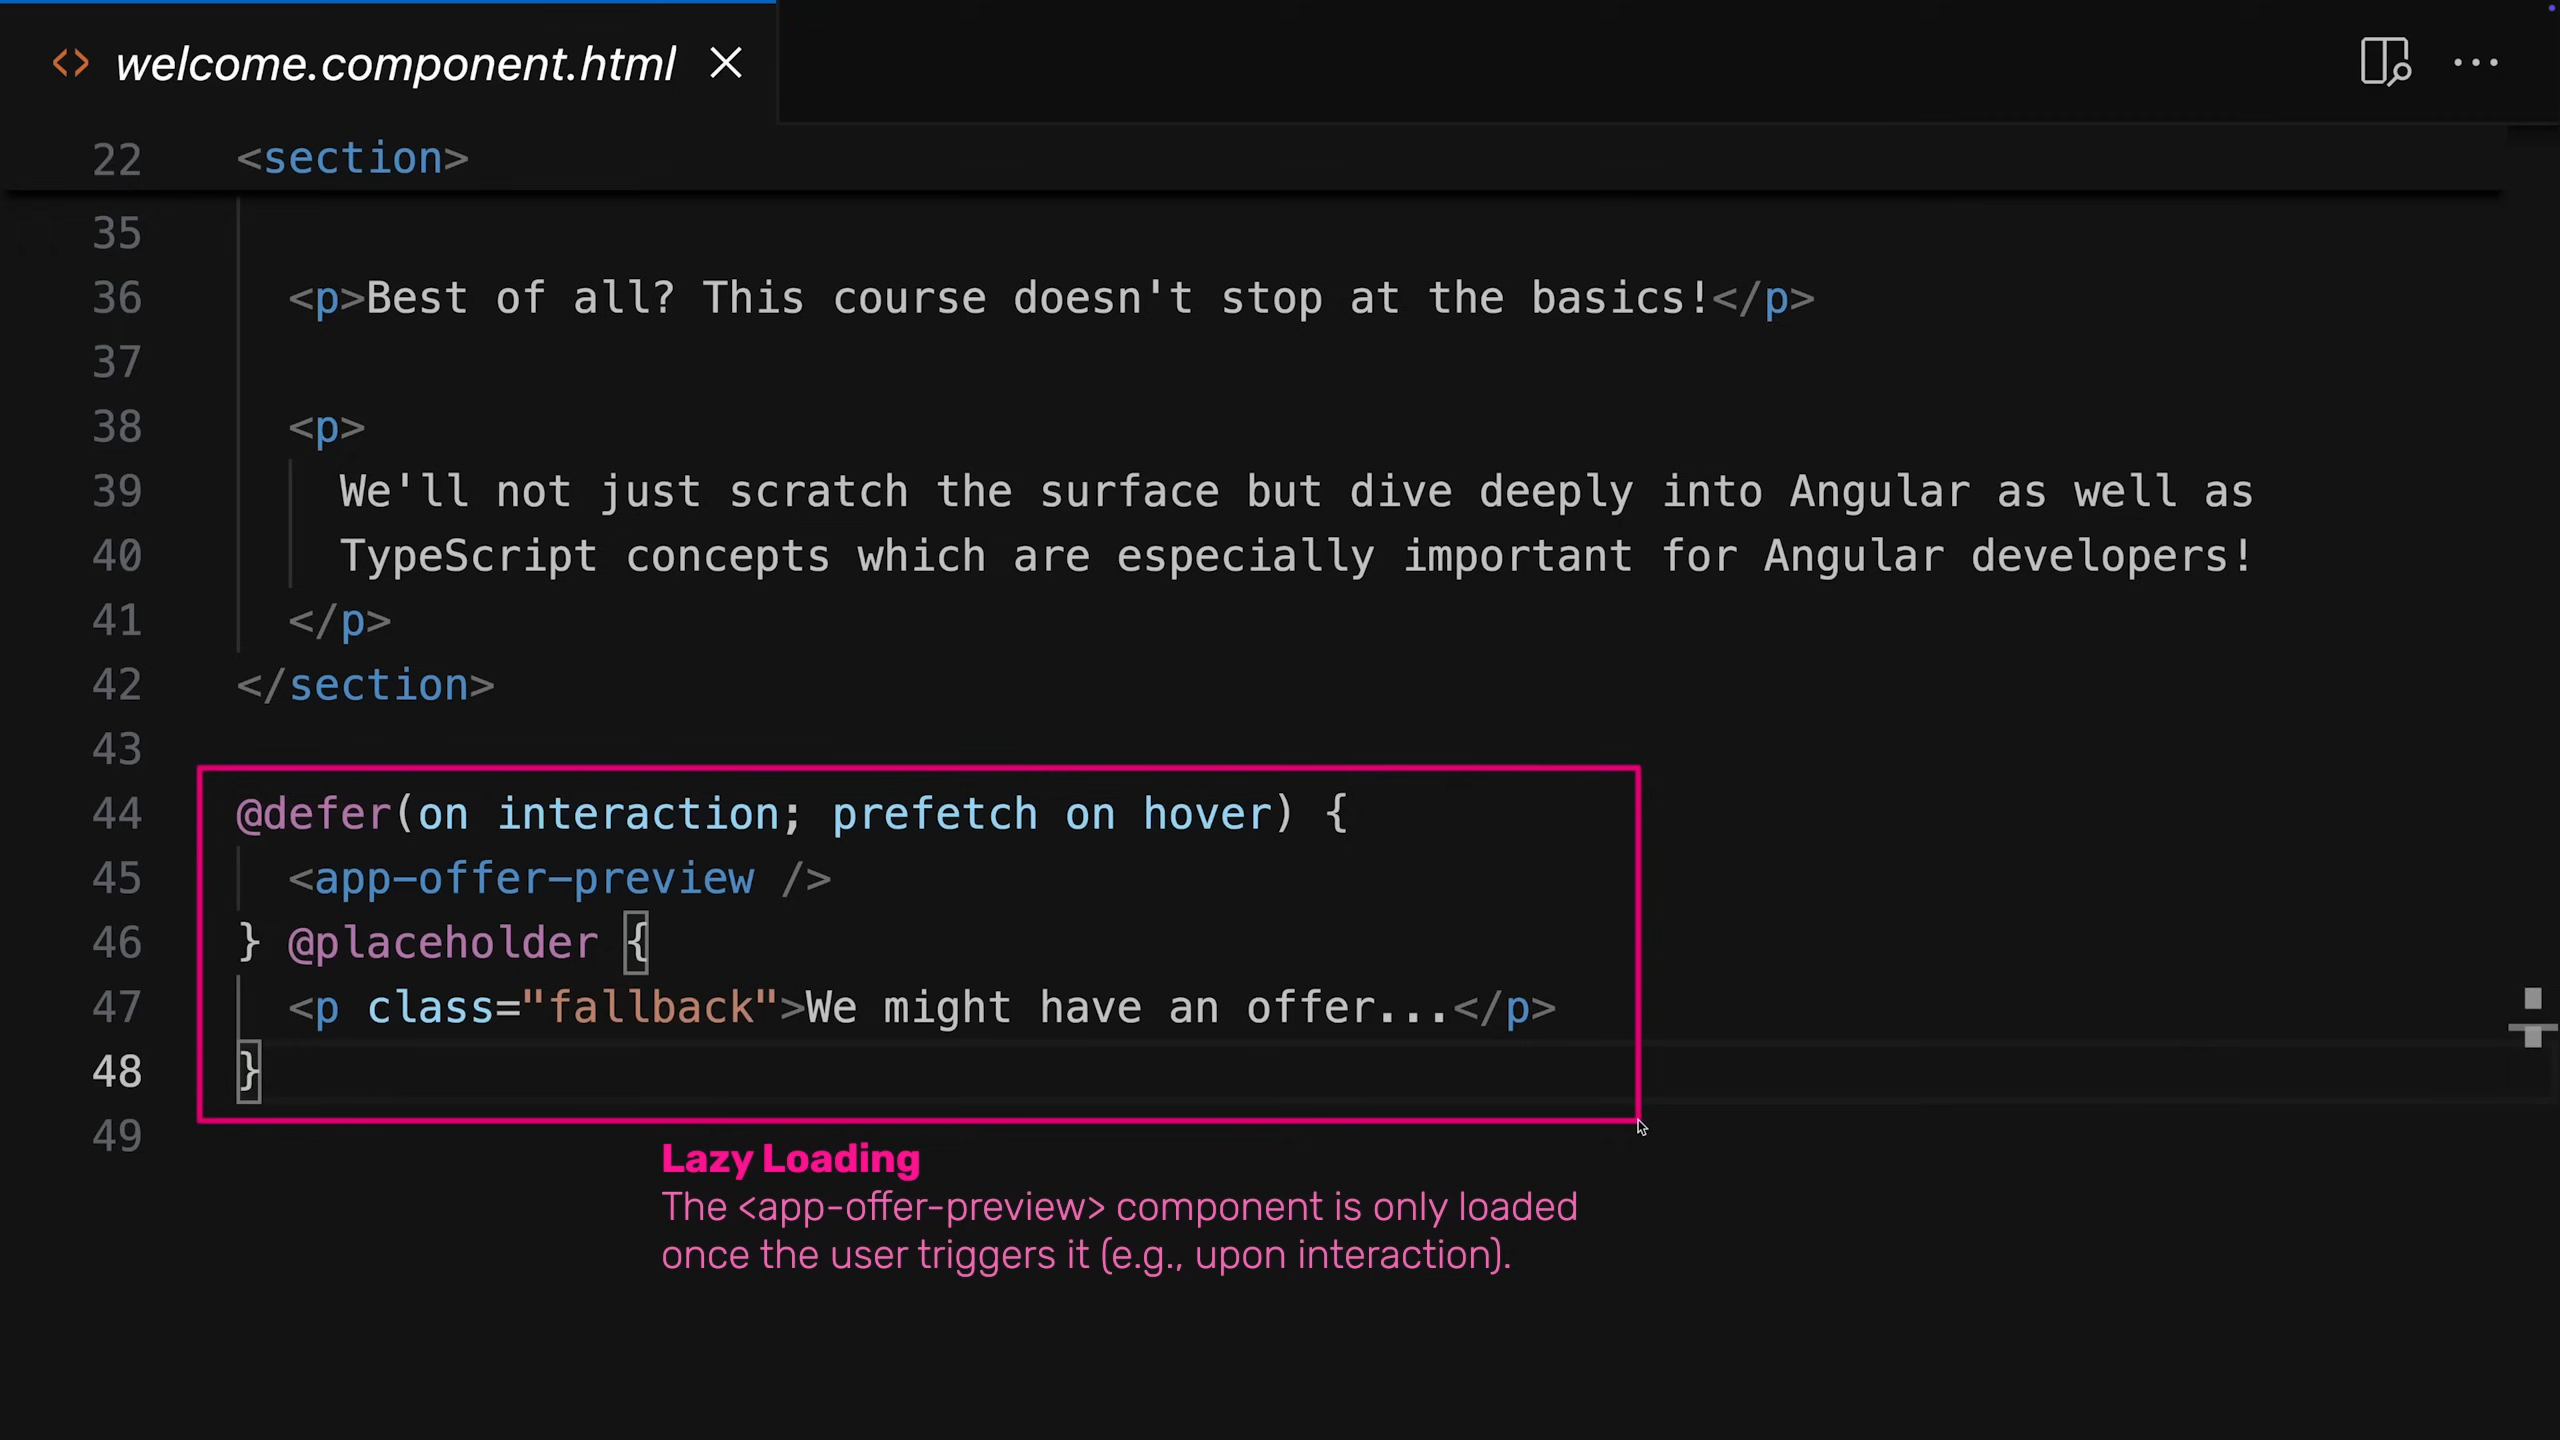 welcome.component.html
22 <section>
35
36 <p>Best of all? This course doesn't stop at the basics!</p>
37
38 <p>
39 We'll not just scratch the surface but dive deeply into Angular as well as
40 TypeScript concepts which are especially important for Angular developers!
41 </p>
42 </section>
43
44 @defer(on interaction; prefetch on hover) {
45 <app-offer-preview />
46 } @placeholder {
47 <p class="fallback">We might have an offer...</p>
48 }
49
Lazy Loading
The <app-offer-preview> component is only loaded
once the user triggers it (e.g., upon interaction).